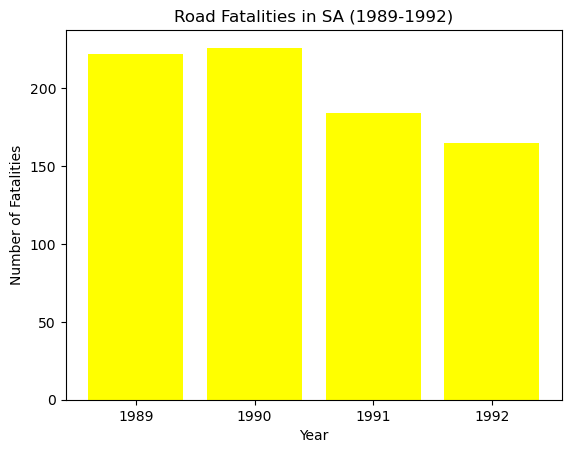 Road Fatalities in SA (1989-1992)
Number of Fatalities
200
150
100
50
0
1989 1990 1991 1992
Year